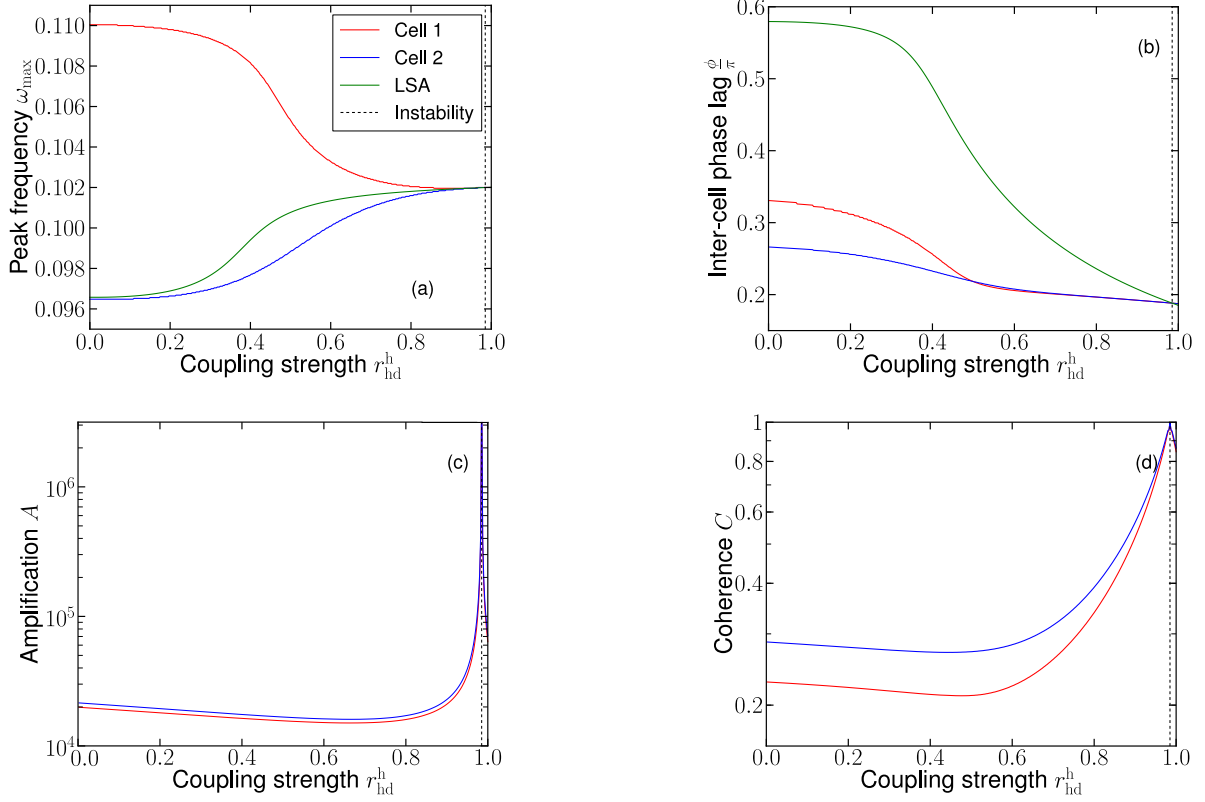 0.110
0.108
0.106
0.104
0.102
0.100
0.098
0.096
Peak frequency ω_max
Cell 1
Cell 2
LSA
Instability
(a)
0.0 0.2 0.4 0.6 0.8 1.0
Coupling strength r_hd^h
0.6
0.5
0.4
0.3
0.2
Inter-cell phase lag ϕ/π
(b)
0.0 0.2 0.4 0.6 0.8 1.0
Coupling strength r_hd^h
10^6
10^5
10^4
Amplification A
(c)
0.0 0.2 0.4 0.6 0.8 1.0
Coupling strength r_hd^h
1
0.8
0.6
0.4
0.2
Coherence C
(d)
0.0 0.2 0.4 0.6 0.8 1.0
Coupling strength r_hd^h